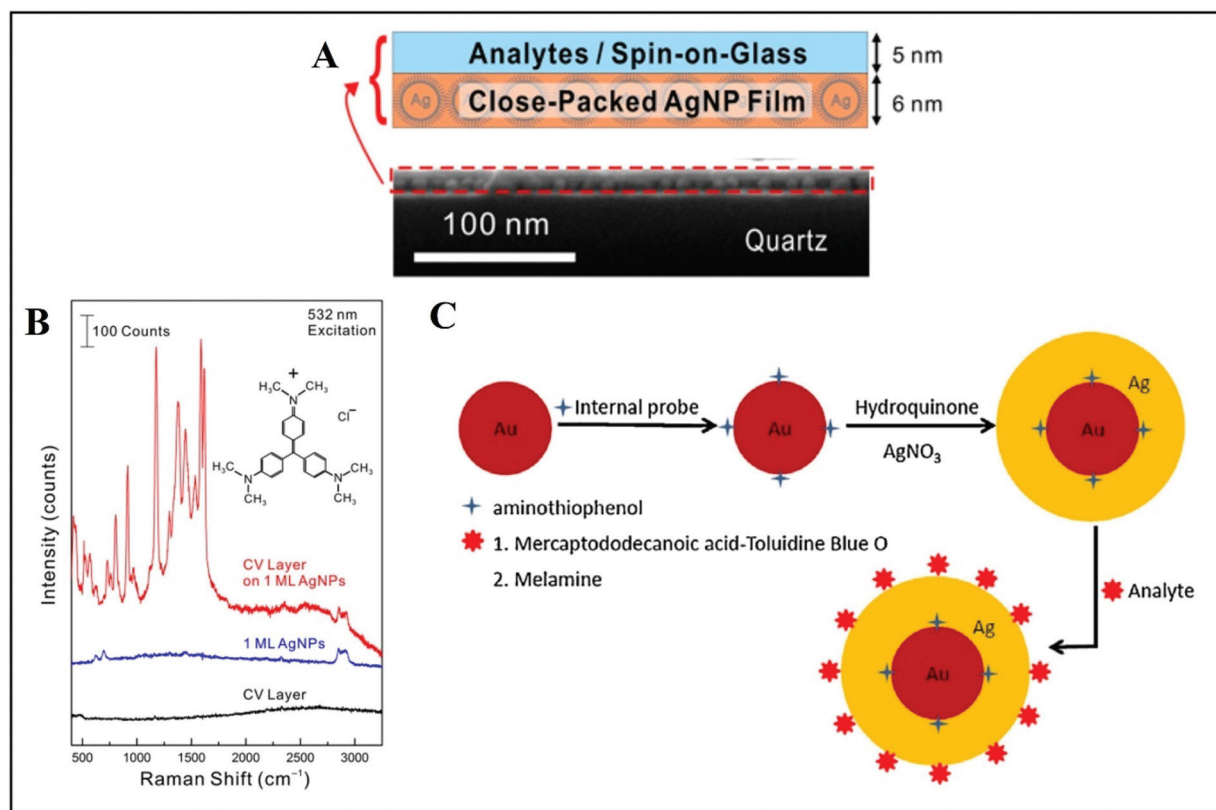 A
Analytes / Spin-on-Glass
5 nm
Ag Close-Packed AgNP Film Ag
6 nm
100 nm
Quartz
B
100 Counts
532 nm
Excitation
+
H₃C N CH₃
Cl⁻
H₃C N CH₃
N CH₃
CH₃
CH₃
CV Layer
on 1 ML AgNPs
1 ML AgNPs
CV Layer
Intensity (counts)
500 1000 1500 2000 2500 3000
Raman Shift (cm⁻¹)
C
Au
Internal probe
Au
Hydroquinone
AgNO₃
Ag
Au
aminothiophenol
1. Mercaptododecanoic acid-Toluidine Blue O
2. Melamine
Analyte
Ag
Au